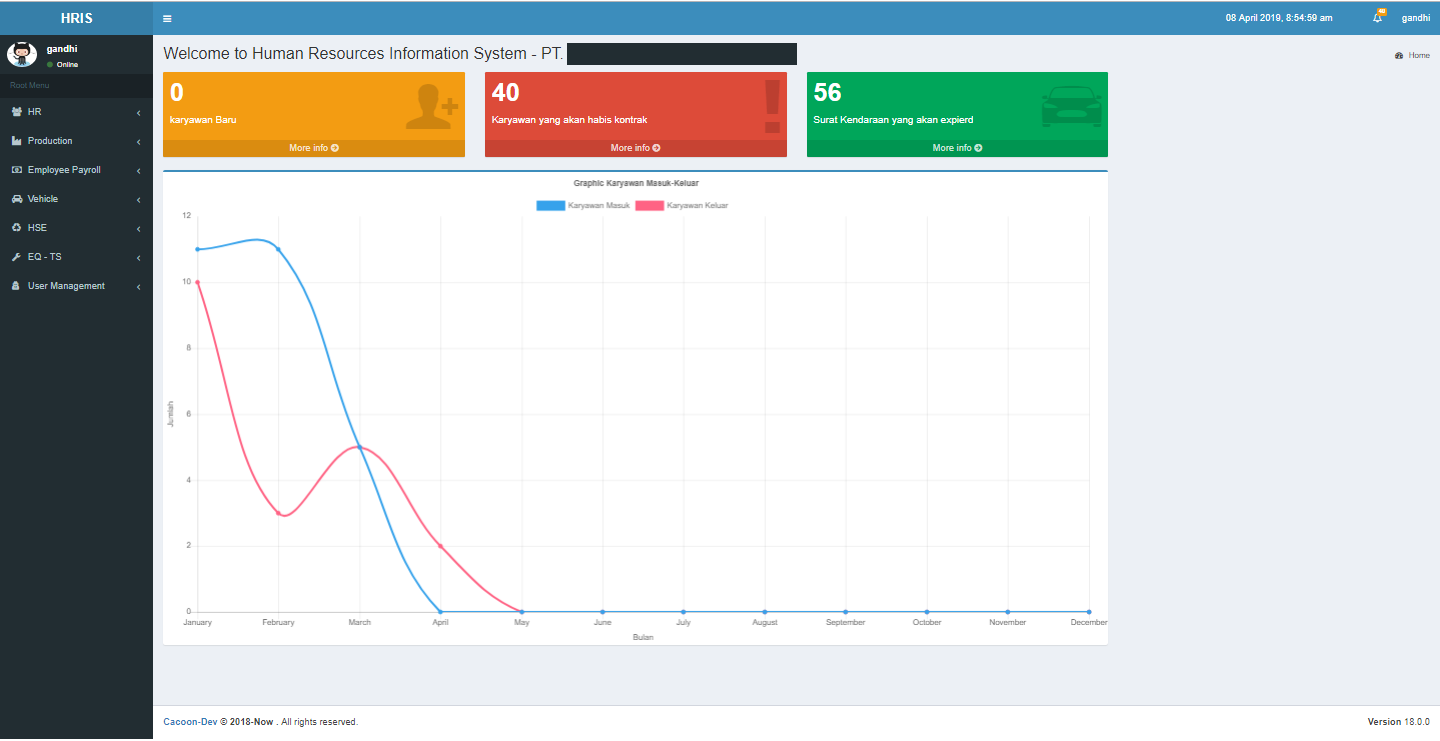 HRIS
08 April 2019, 8:54:59 am
gandhi
gandhi
Online
Root Menu
HR
Production
Employee Payroll
Vehicle
HSE
EQ - TS
User Management
Welcome to Human Resources Information System - PT.
Home
0
karyawan Baru
More info
40
Karyawan yang akan habis kontrak
More info
56
Surat Kendaraan yang akan expierd
More info
Graphic Karyawan Masuk-Keluar
Karyawan Masuk Karyawan Keluar
12
10
8
6
4
2
0
Jumlah
January February March April May June July August September October November December
Bulan
Cacoon-Dev © 2018-Now . All rights reserved.
Version 18.0.0